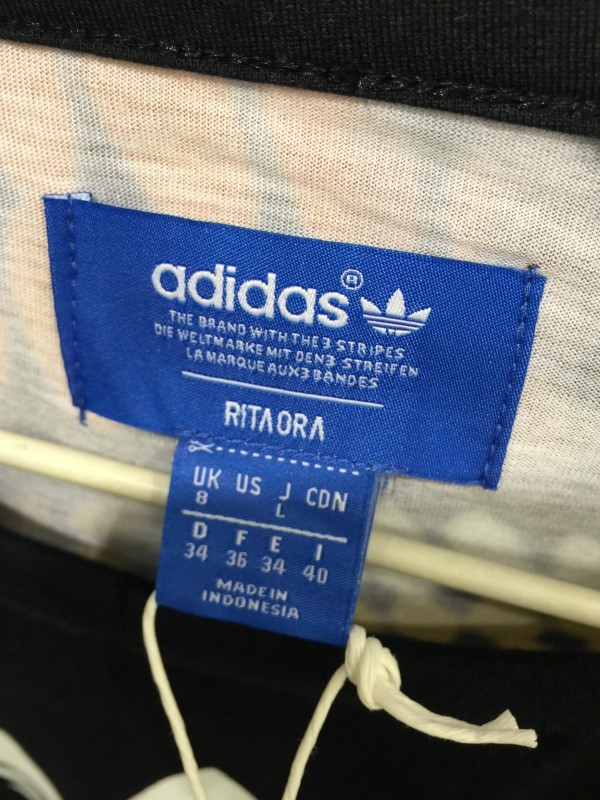 adidas®
THE BRAND WITH THE 3 STRIPES
DIE WELTMARKE MIT DEN 3 STREIFEN
LA MARQUE AUX 3 BANDES
RITA ORA
UK US J CDN
8 L
D F E I
34 36 34 40
MADE IN
INDONESIA